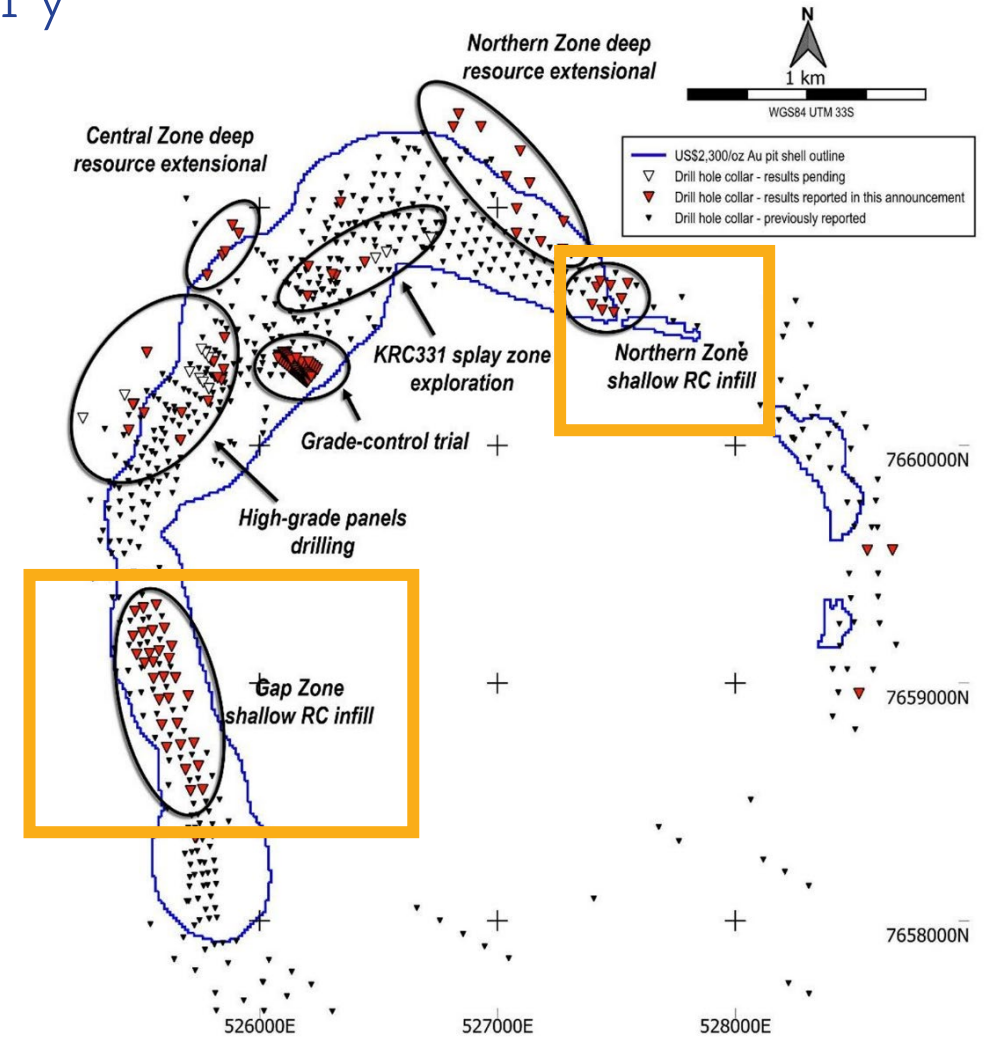 N
1 km
WGS84 UTM 33S
Northern Zone deep
resource extensional
Central Zone deep
resource extensional
US$2,300/oz Au pit shell outline
Drill hole collar - results pending
Drill hole collar - results reported in this announcement
Drill hole collar - previously reported
KRC331 splay zone
exploration
Northern Zone
shallow RC infill
Grade-control trial
High-grade panels
drilling
7660000N
Gap Zone
shallow RC infill
7659000N
7658000N
526000E
527000E
528000E